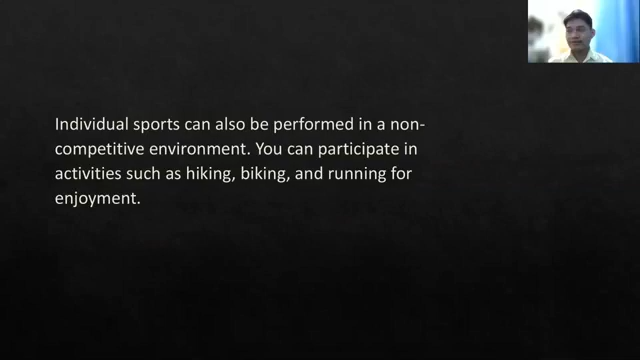 Individual sports can also be performed in a non-
competitive environment. You can participate in
activities such as hiking, biking, and running for
enjoyment.